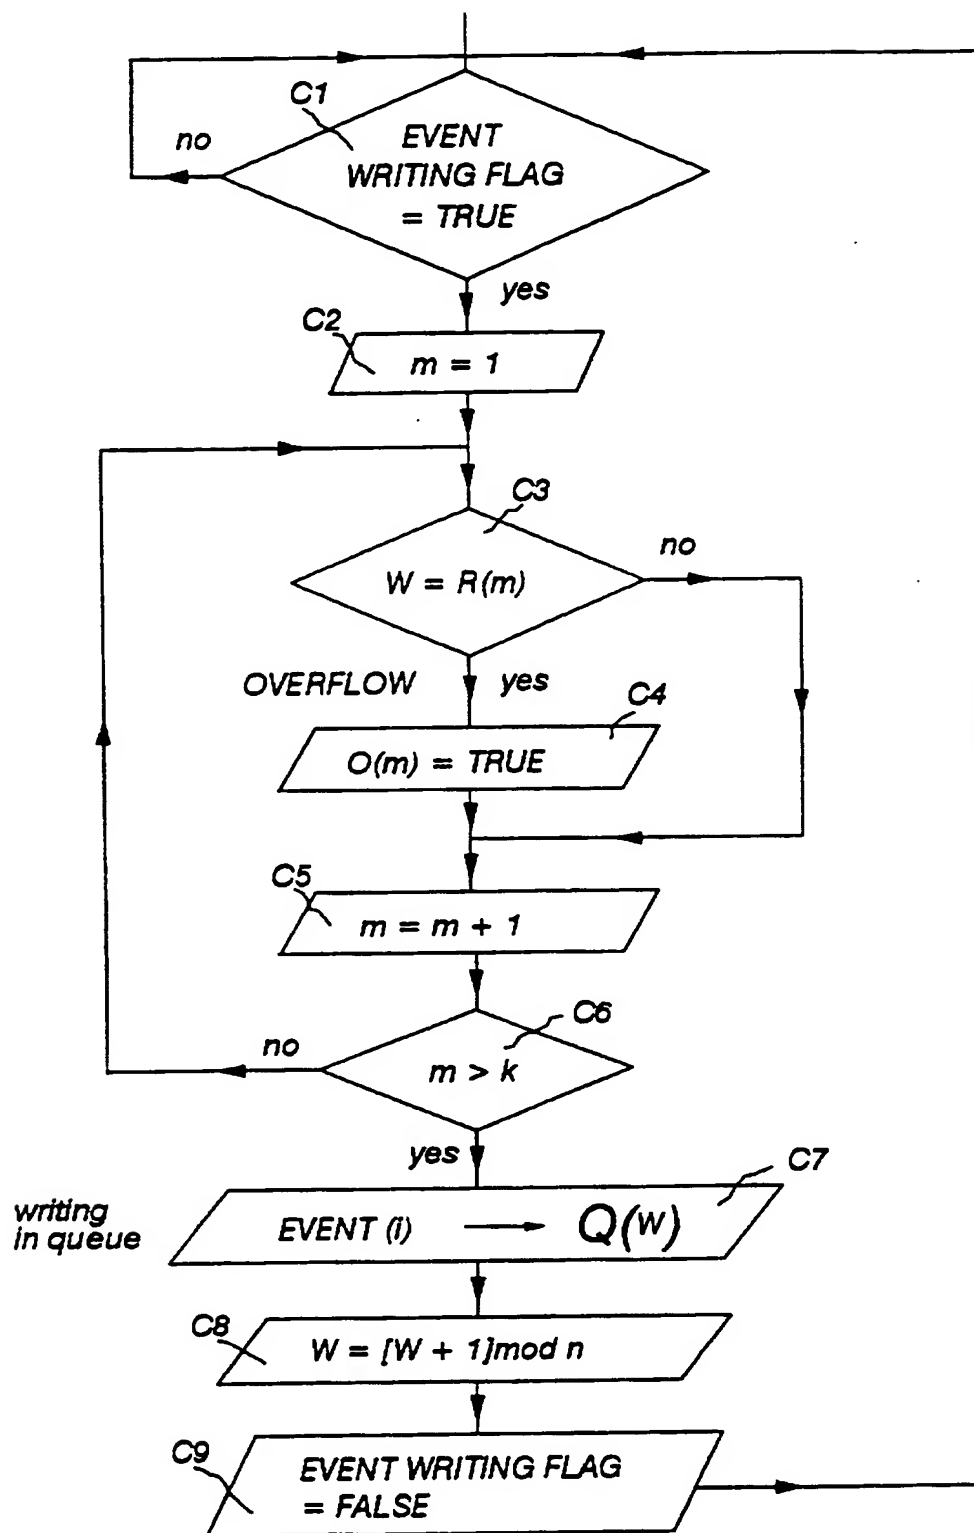 C1
no
EVENT
WRITING FLAG
= TRUE
yes
C2
m = 1
C3
no
W = R(m)
OVERFLOW
yes
C4
O(m) = TRUE
C5
m = m + 1
C6
no
m > k
yes
C7
writing
in queue
EVENT (i) → Q(W)
C8
W = [W + 1]mod n
C9
EVENT WRITING FLAG
= FALSE